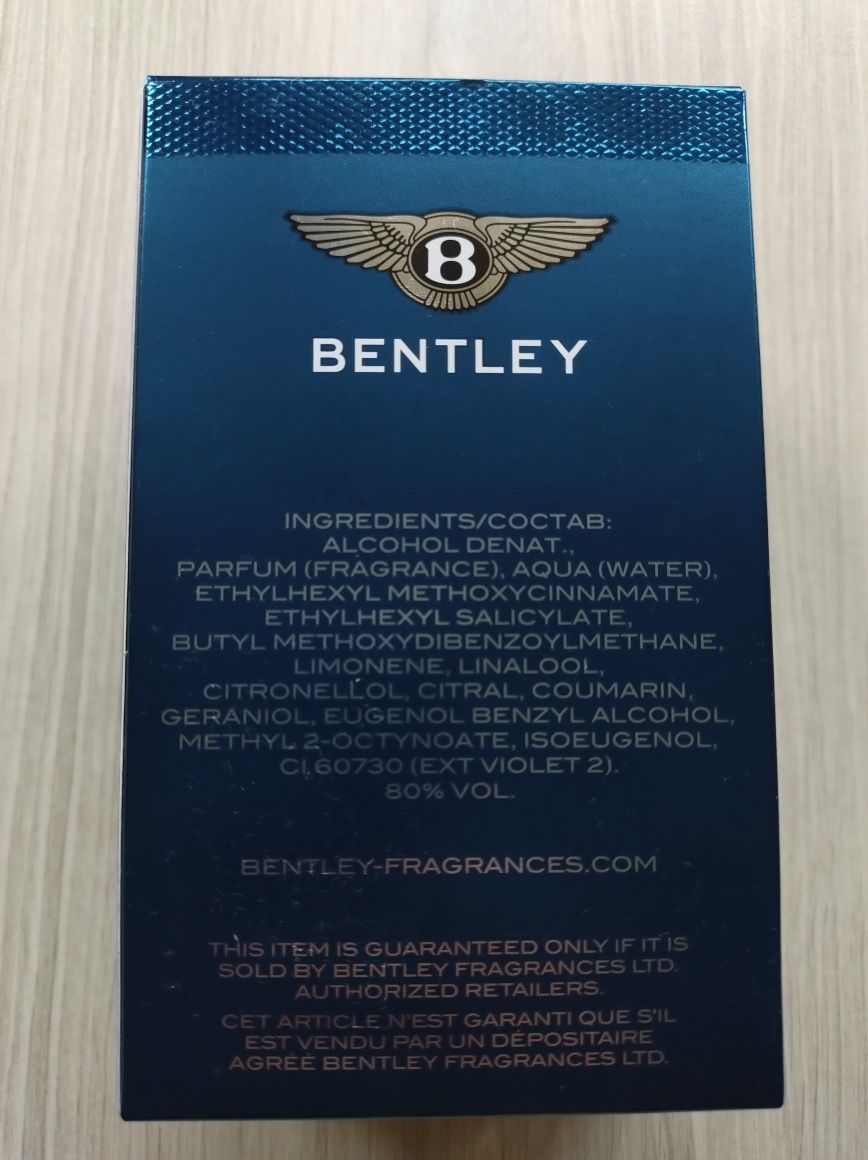 B
BENTLEY
INGREDIENTS/COCTAB:
ALCOHOL DENAT.,
PARFUM (FRAGRANCE), AQUA (WATER),
ETHYLHEXYL METHOXYCINNAMATE,
ETHYLHEXYL SALICYLATE,
BUTYL METHOXYDIBENZOYLMETHANE,
LIMONENE, LINALOOL,
CITRONELLOL, CITRAL, COUMARIN,
GERANIOL, EUGENOL BENZYL ALCOHOL,
METHYL 2-OCTYNOATE, ISOEUGENOL,
CI 60730 (EXT VIOLET 2).
80% VOL.
BENTLEY-FRAGRANCES.COM
THIS ITEM IS GUARANTEED ONLY IF IT IS
SOLD BY BENTLEY FRAGRANCES LTD.
AUTHORIZED RETAILERS.
CET ARTICLE N'EST GARANTI QUE S'IL
EST VENDU PAR UN DÉPOSITAIRE
AGRÉÉ BENTLEY FRAGRANCES LTD.